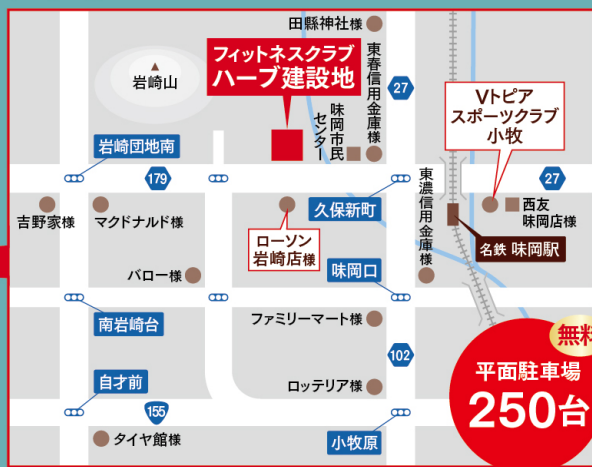 田縣神社様
フィットネスクラブ
ハーブ建設地
岩崎山
東春信用金庫様
27
味岡市民
センター
Vトピア
スポーツクラブ
小牧
岩崎団地南
179
久保新町
東濃信用金庫様
27
吉野家様
マクドナルド様
ローソン
岩崎店様
西友
味岡店様
名鉄 味岡駅
バロー様
味岡口
南岩崎台
ファミリーマート様
無料
平面駐車場
250台
自才前
102
155
ロッテリア様
タイヤ館様
小牧原